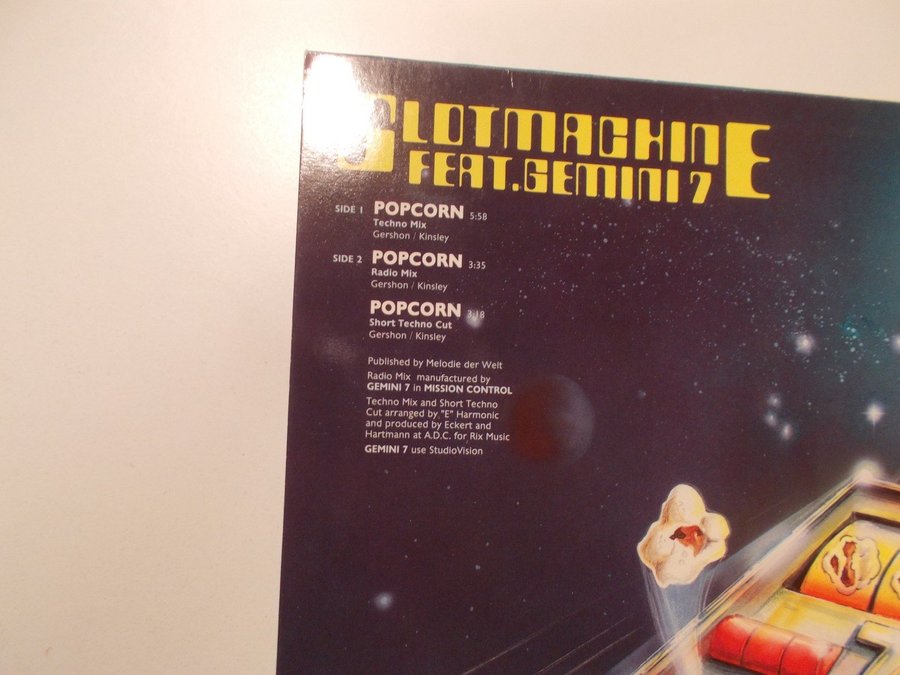 SLOTMACHINE
FEAT. GEMINI 7
SIDE 1 POPCORN 5:58
Techno Mix
Gershon / Kinsley
SIDE 2 POPCORN 3:35
Radio Mix
Gershon / Kinsley
POPCORN 3:18
Short Techno Cut
Gershon / Kinsley
Published by Melodie der Welt
Radio Mix manufactured by
GEMINI 7 in MISSION CONTROL
Techno Mix and Short Techno
Cut arranged by "E" Harmonic
and produced by Eckert and
Hartmann at A.D.C. for Rix Music
GEMINI 7 use StudioVision